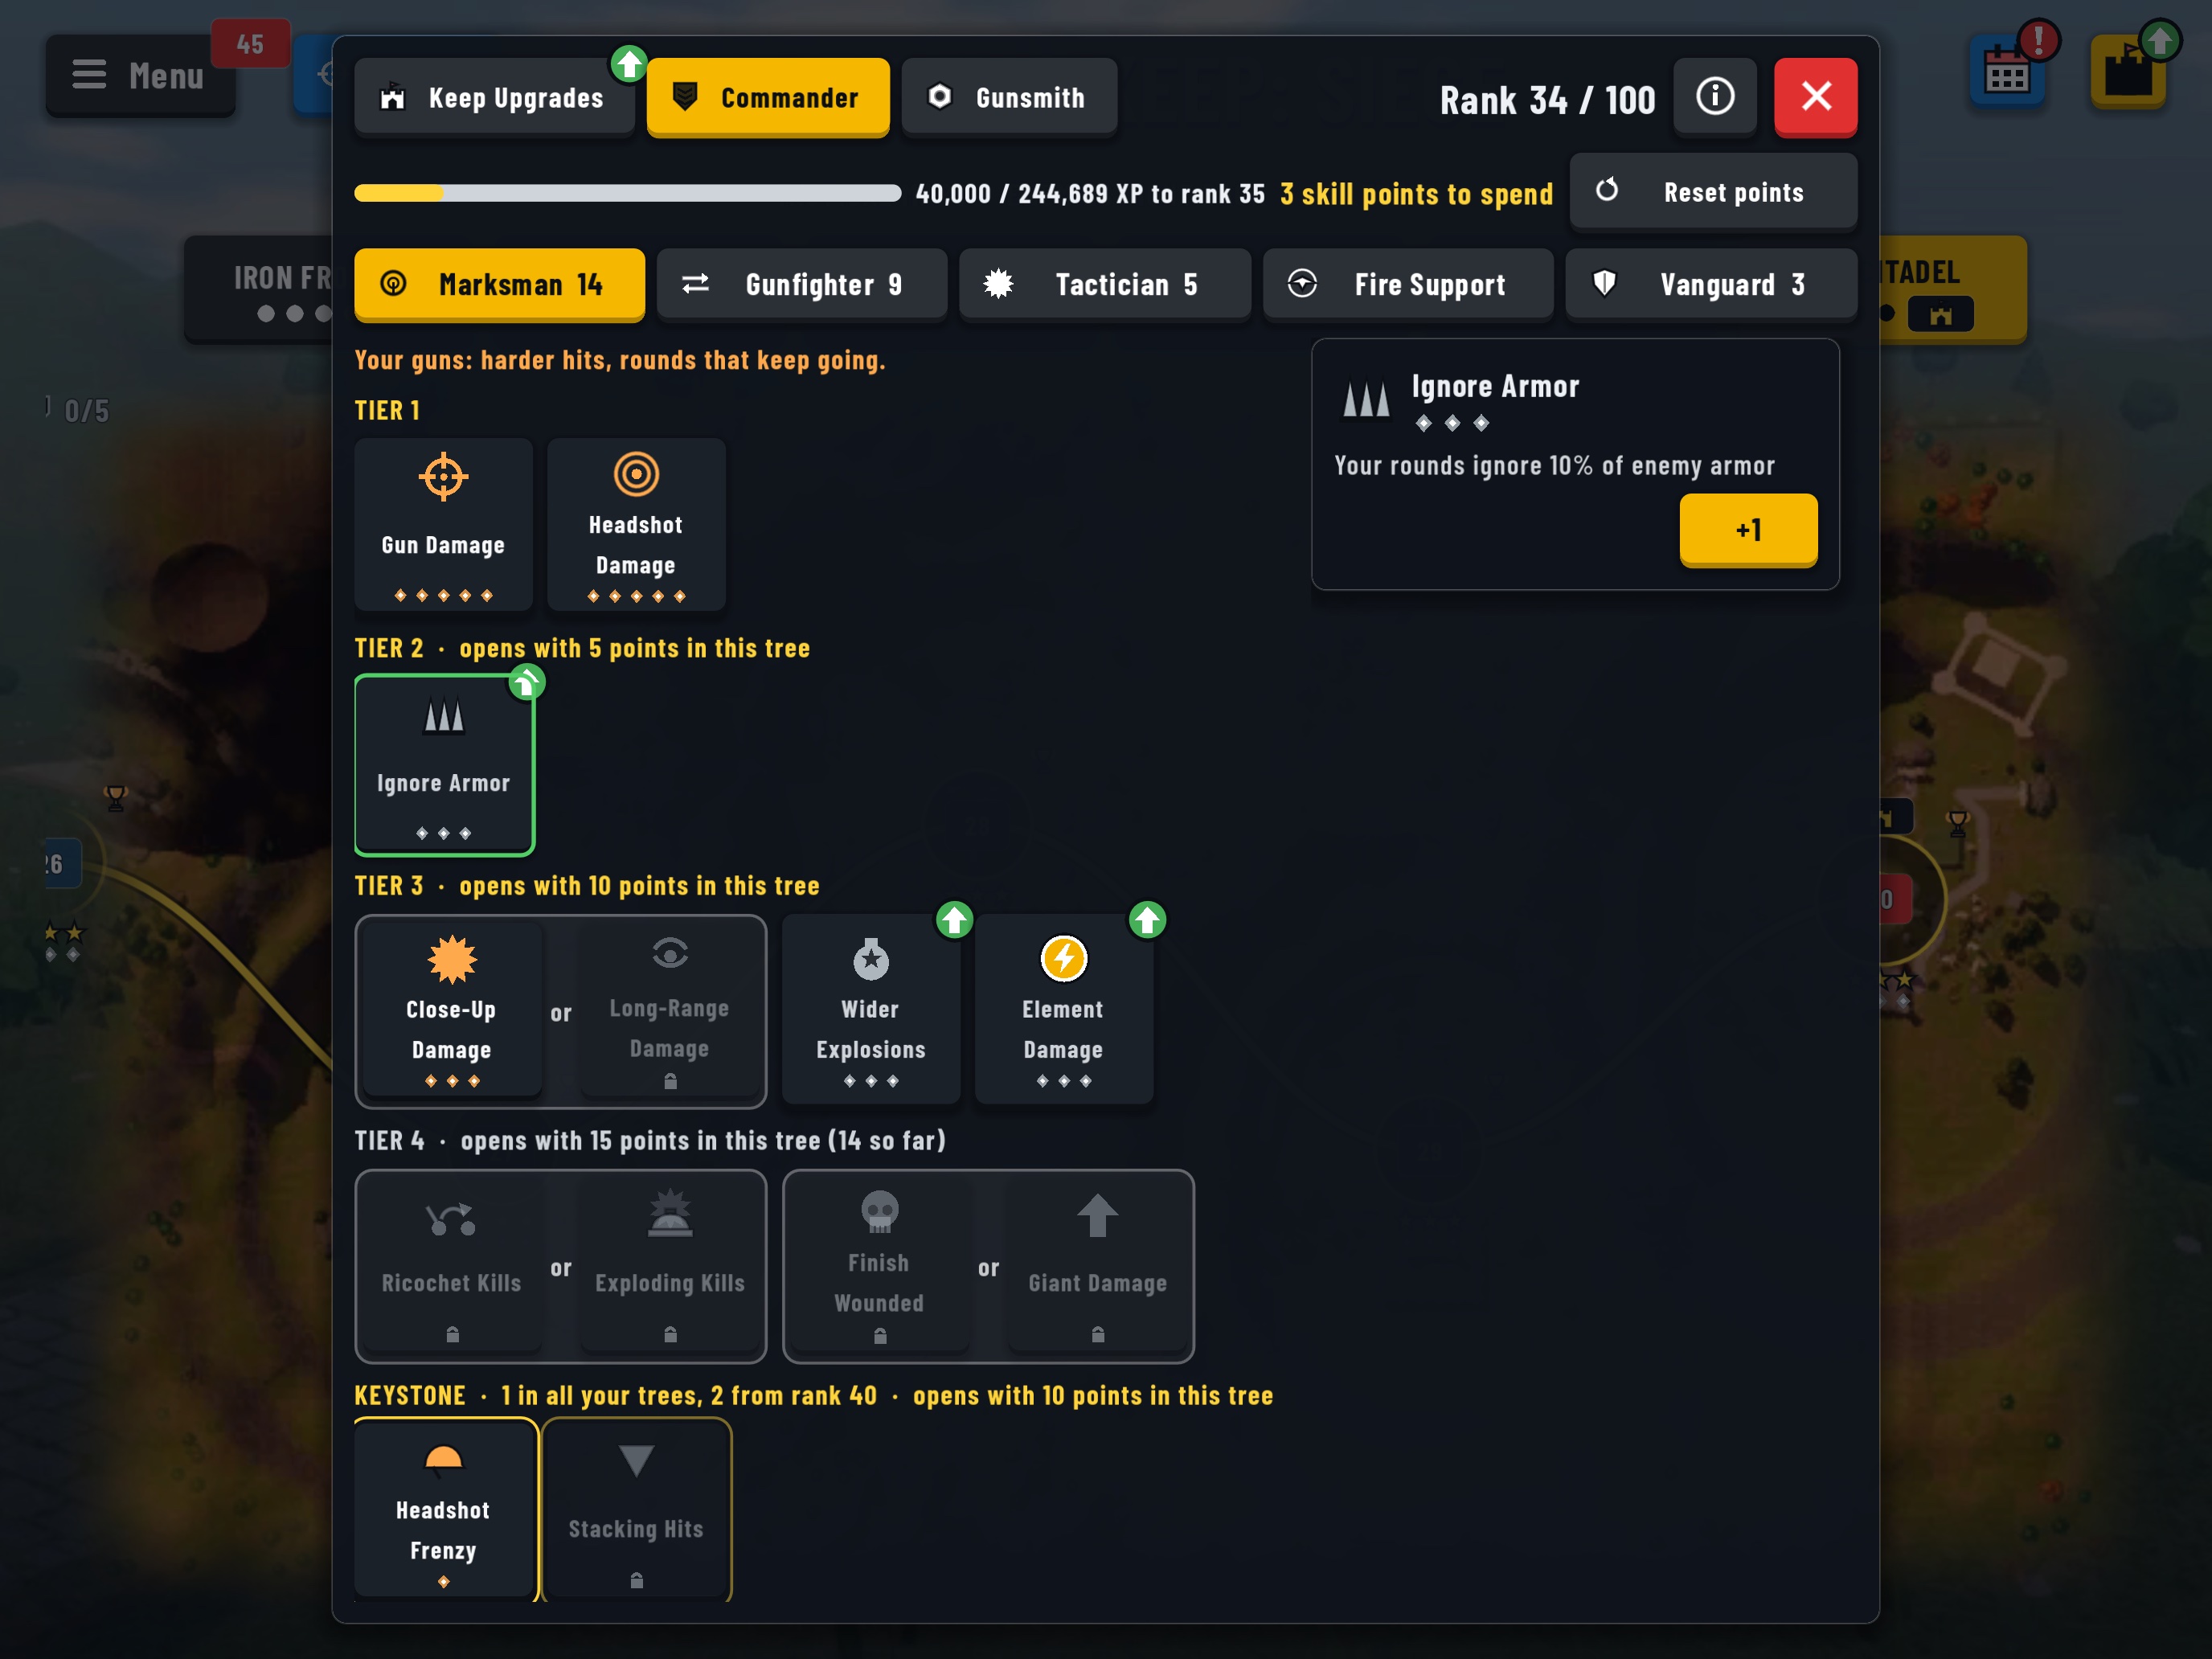 Menu
45
Keep Upgrades
Commander
Gunsmith
Rank 34 / 100
40,000 / 244,689 XP to rank 35
3 skill points to spend
Reset points
Marksman 14
Gunfighter 9
Tactician 5
Fire Support
Vanguard 3
IRON FR
TADEL
0/5
Your guns: harder hits, rounds that keep going.
Ignore Armor
Your rounds ignore 10% of enemy armor
+1
TIER 1
Gun Damage
Headshot
Damage
TIER 2 · opens with 5 points in this tree
Ignore Armor
TIER 3 · opens with 10 points in this tree
26
0
Close-Up
Damage
or
Long-Range
Damage
Wider
Explosions
Element
Damage
TIER 4 · opens with 15 points in this tree (14 so far)
Ricochet Kills
or
Exploding Kills
Finish
Wounded
or
Giant Damage
KEYSTONE · 1 in all your trees, 2 from rank 40 · opens with 10 points in this tree
Headshot
Frenzy
Stacking Hits